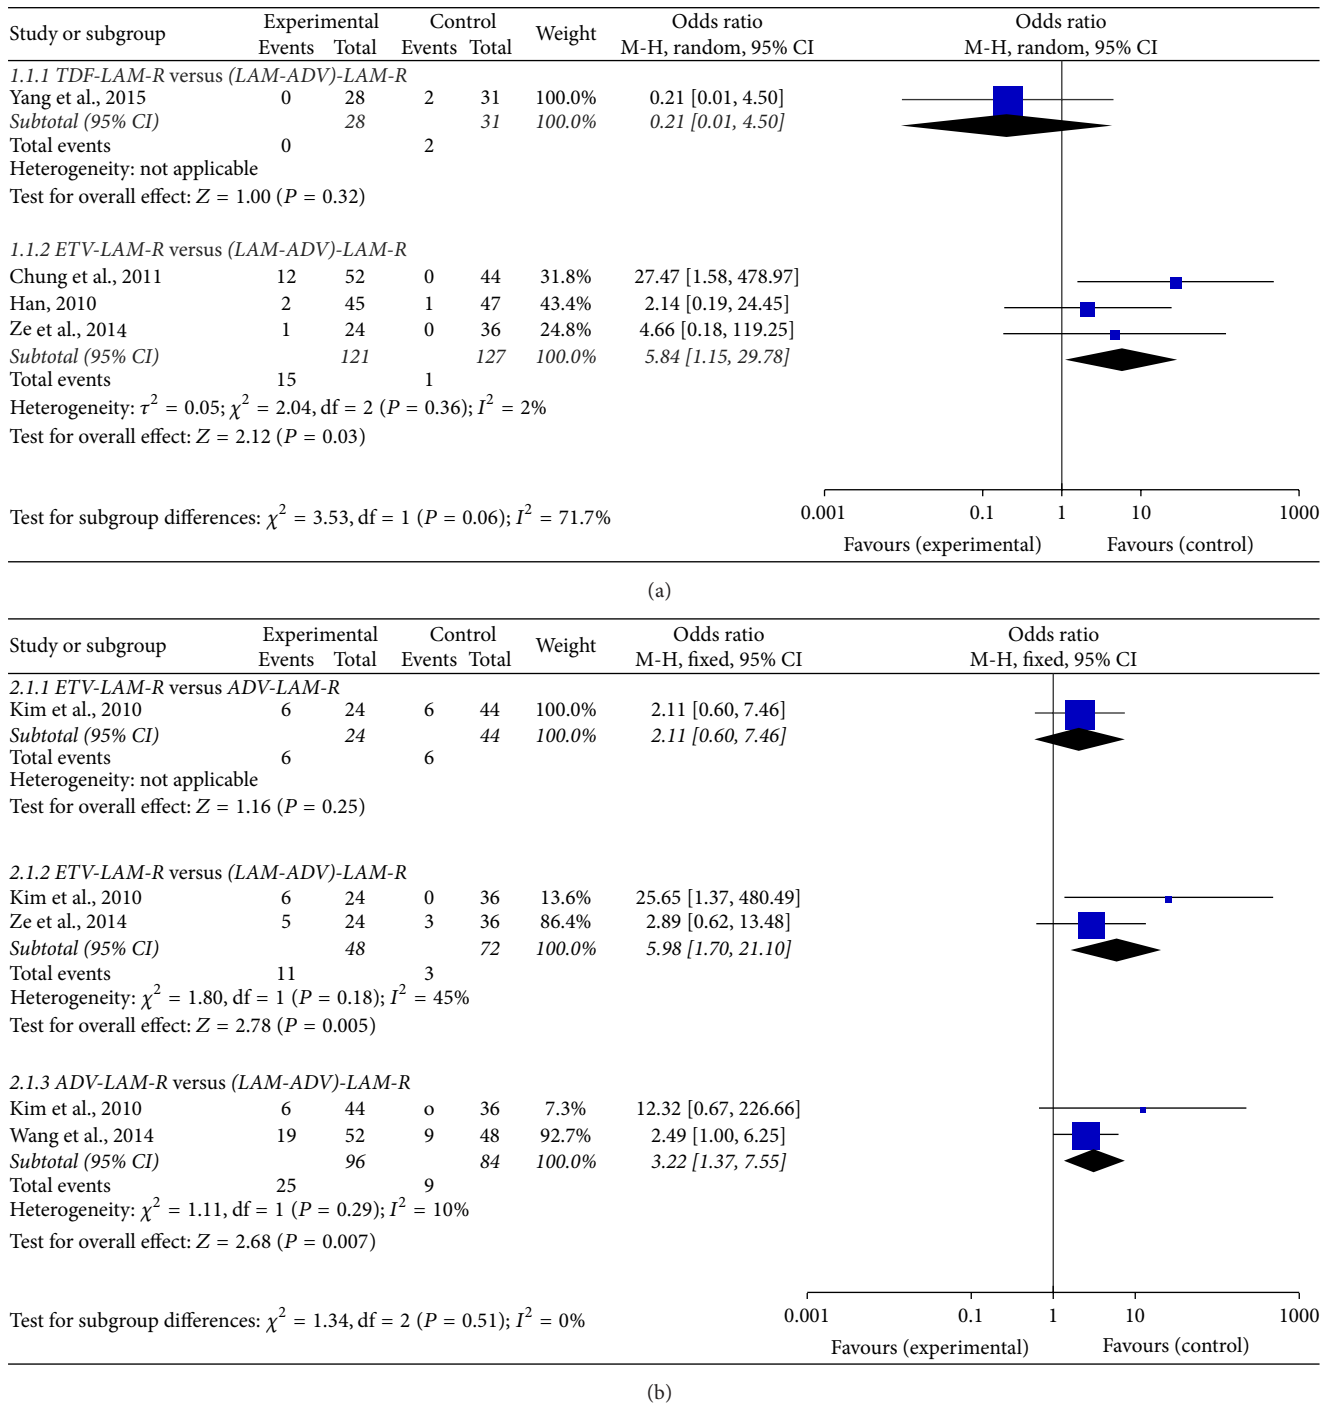 Study or subgroup Experimental Control Weight Odds ratio Odds ratio
Events Total Events Total M-H, random, 95% CI M-H, random, 95% CI
1.1.1 TDF-LAM-R versus (LAM-ADV)-LAM-R
Yang et al., 2015 0 28 2 31 100.0% 0.21 [0.01, 4.50]
Subtotal (95% CI) 28 31 100.0% 0.21 [0.01, 4.50]
Total events 0 2
Heterogeneity: not applicable
Test for overall effect: Z = 1.00 (P = 0.32)
1.1.2 ETV-LAM-R versus (LAM-ADV)-LAM-R
Chung et al., 2011 12 52 0 44 31.8% 27.47 [1.58, 478.97]
Han, 2010 2 45 1 47 43.4% 2.14 [0.19, 24.45]
Ze et al., 2014 1 24 0 36 24.8% 4.66 [0.18, 119.25]
Subtotal (95% CI) 121 127 100.0% 5.84 [1.15, 29.78]
Total events 15 1
Heterogeneity: τ² = 0.05; χ² = 2.04, df = 2 (P = 0.36); I² = 2%
Test for overall effect: Z = 2.12 (P = 0.03)
Test for subgroup differences: χ² = 3.53, df = 1 (P = 0.06); I² = 71.7%
0.001 0.1 1 10 1000
Favours (experimental) Favours (control)
(a)
Study or subgroup Experimental Control Weight Odds ratio Odds ratio
Events Total Events Total M-H, fixed, 95% CI M-H, fixed, 95% CI
2.1.1 ETV-LAM-R versus ADV-LAM-R
Kim et al., 2010 6 24 6 44 100.0% 2.11 [0.60, 7.46]
Subtotal (95% CI) 24 44 100.0% 2.11 [0.60, 7.46]
Total events 6 6
Heterogeneity: not applicable
Test for overall effect: Z = 1.16 (P = 0.25)
2.1.2 ETV-LAM-R versus (LAM-ADV)-LAM-R
Kim et al., 2010 6 24 0 36 13.6% 25.65 [1.37, 480.49]
Ze et al., 2014 5 24 3 36 86.4% 2.89 [0.62, 13.48]
Subtotal (95% CI) 48 72 100.0% 5.98 [1.70, 21.10]
Total events 11 3
Heterogeneity: χ² = 1.80, df = 1 (P = 0.18); I² = 45%
Test for overall effect: Z = 2.78 (P = 0.005)
2.1.3 ADV-LAM-R versus (LAM-ADV)-LAM-R
Kim et al., 2010 6 44 o 36 7.3% 12.32 [0.67, 226.66]
Wang et al., 2014 19 52 9 48 92.7% 2.49 [1.00, 6.25]
Subtotal (95% CI) 96 84 100.0% 3.22 [1.37, 7.55]
Total events 25 9
Heterogeneity: χ² = 1.11, df = 1 (P = 0.29); I² = 10%
Test for overall effect: Z = 2.68 (P = 0.007)
Test for subgroup differences: χ² = 1.34, df = 2 (P = 0.51); I² = 0%
0.001 0.1 1 10 1000
Favours (experimental) Favours (control)
(b)